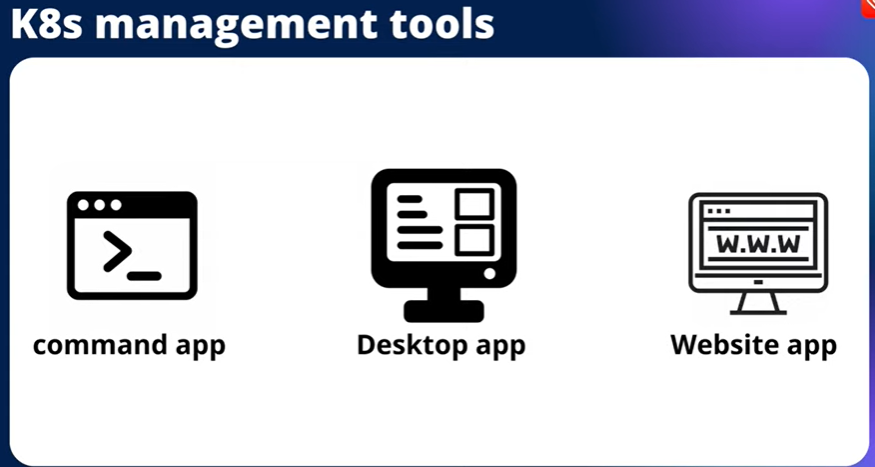 K8s management tools
W.W.W
command app
Desktop app
Website app